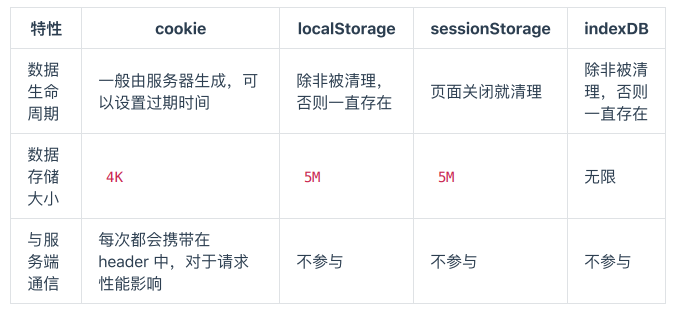 特性
cookie
localStorage
sessionStorage
indexDB
数据
生命
周期
一般由服务器生成，可
以设置过期时间
除非被清理，
否则一直存在
页面关闭就清理
除非被清
理，否则
一直存在
数据
存储
大小
4K
5M
5M
无限
与服
务端
通信
每次都会携带在
header 中，对于请求
性能影响
不参与
不参与
不参与